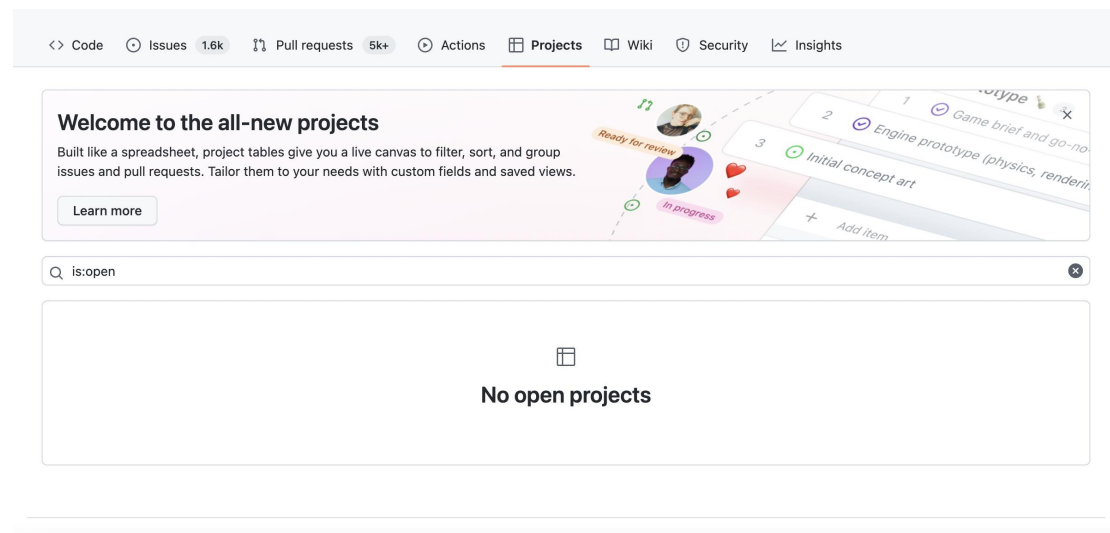 Code Issues 1.6k Pull requests 5k+ Actions Projects Wiki Security Insights
Welcome to the all-new projects
Built like a spreadsheet, project tables give you a live canvas to filter, sort, and group
issues and pull requests. Tailor them to your needs with custom fields and saved views.
Learn more
Ready for review
In progress
1 Game brief and go-no
2 Engine prototype (physics, renderin
3 Initial concept art
+ Add item
is:open
No open projects